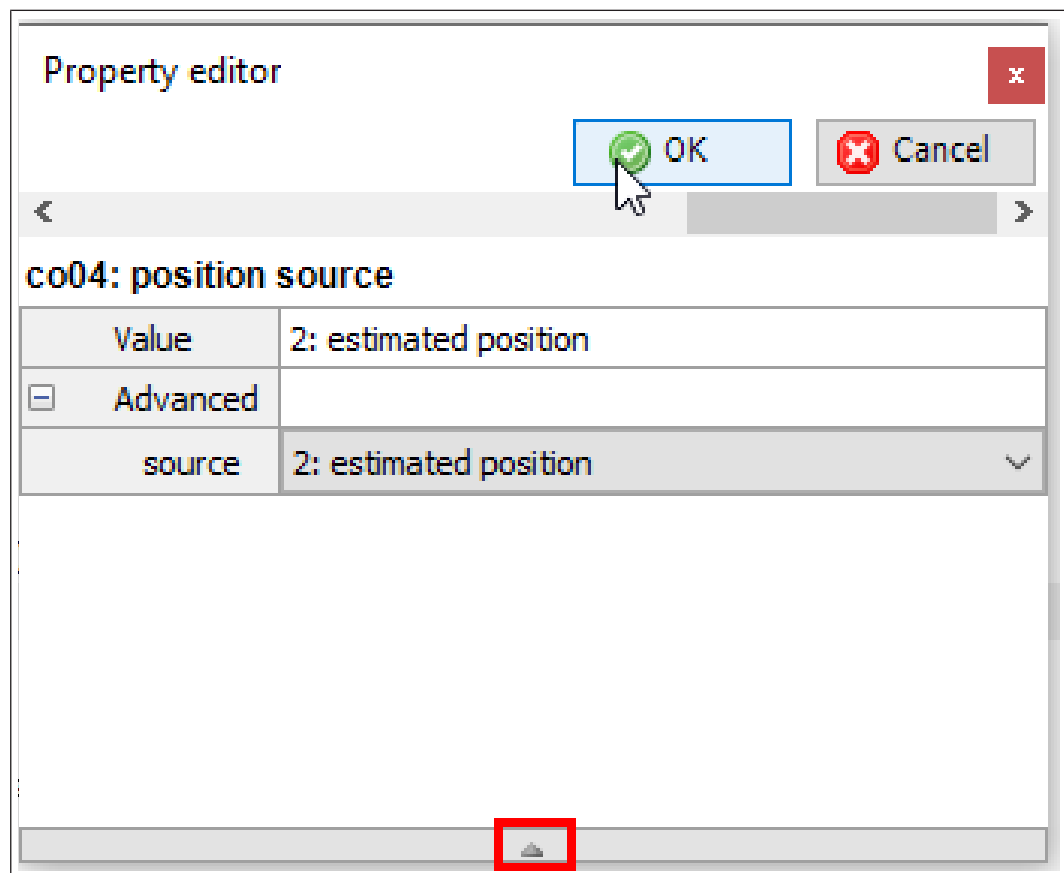 Property editor
x
OK Cancel
co04: position source
Value 2: estimated position
Advanced
source 2: estimated position